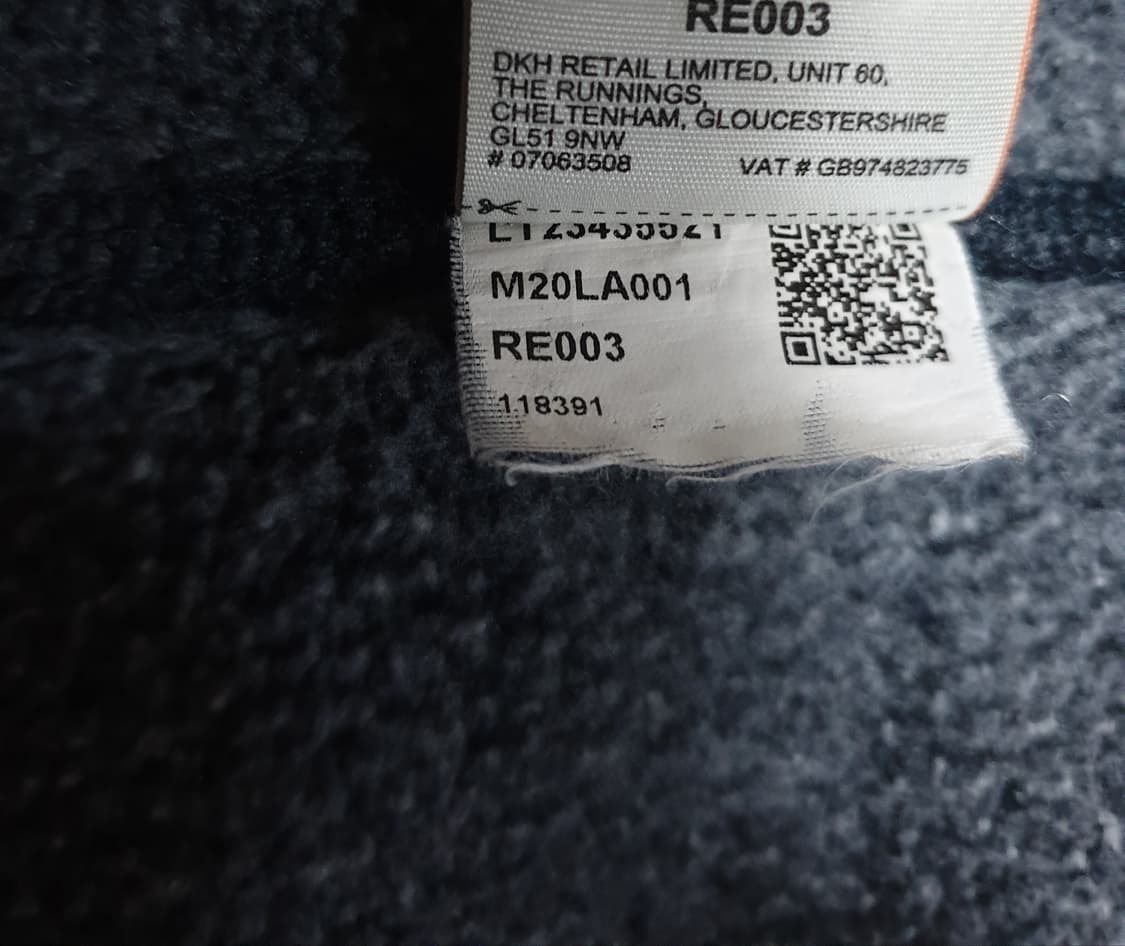 RE003
DKH RETAIL LIMITED, UNIT 60,
THE RUNNINGS,
CHELTENHAM, GLOUCESTERSHIRE
GL51 9NW
# 07063508 VAT # GB974823775
M20LA001
RE003
118391